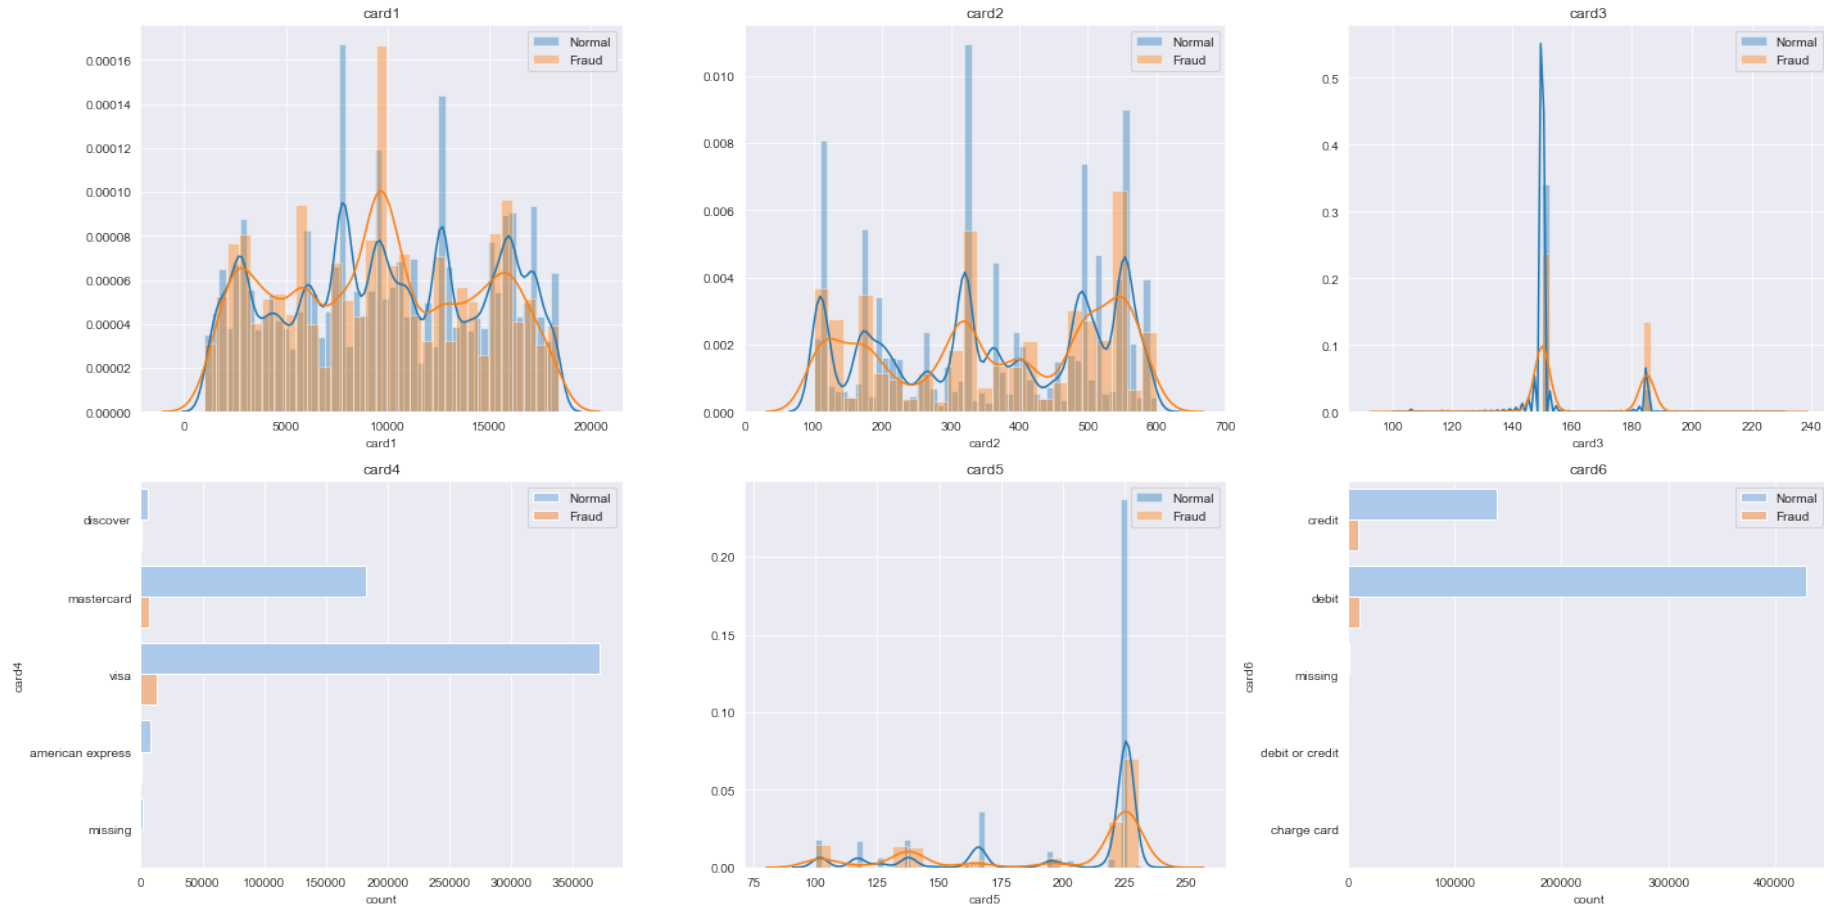 card1
Normal
Fraud
0.00016
0.00014
0.00012
0.00010
0.00008
0.00006
0.00004
0.00002
0.00000
0
5000
10000
15000
20000
card1
card2
Normal
Fraud
0.010
0.008
0.006
0.004
0.002
0.000
0
100
200
300
400
500
600
700
card2
card3
Normal
Fraud
0.5
0.4
0.3
0.2
0.1
0.0
100
120
140
160
180
200
220
240
card3
card4
Normal
Fraud
card4
discover
mastercard
visa
american express
missing
0
50000
100000
150000
200000
250000
300000
350000
count
card5
Normal
Fraud
0.20
0.15
0.10
0.05
0.00
75
100
125
150
175
200
225
250
card5
card6
Normal
Fraud
card6
credit
debit
missing
debit or credit
charge card
0
100000
200000
300000
400000
count